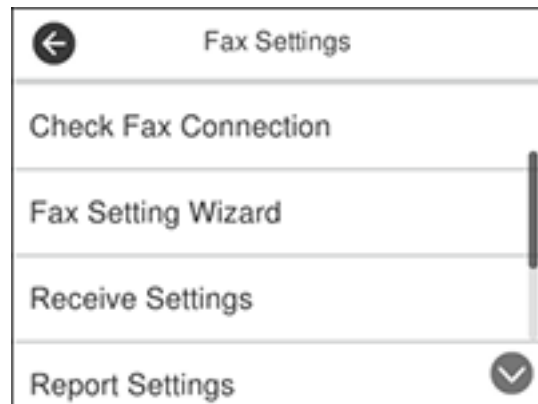 Fax Settings
Check Fax Connection
Fax Setting Wizard
Receive Settings
Report Settings